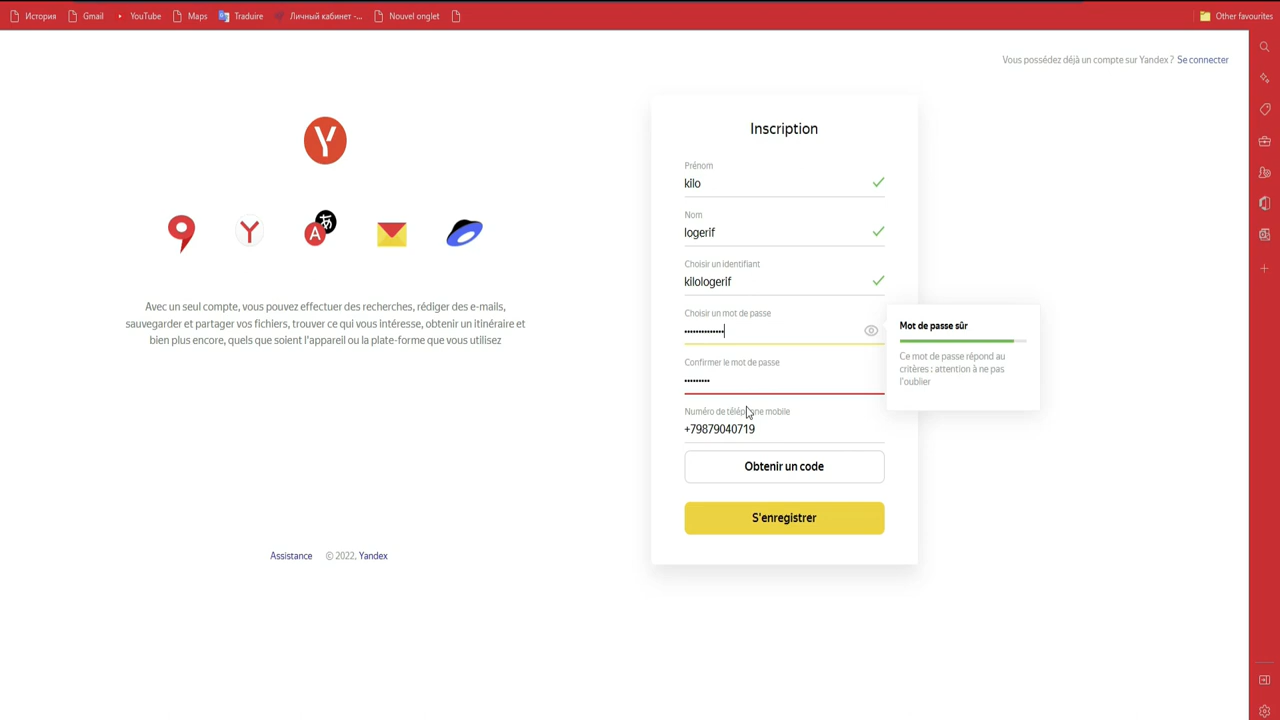 История Gmail YouTube Maps Traduire Личный кабинет -... Nouvel onglet Other favourites
Vous possédez déjà un compte sur Yandex ? Se connecter
Inscription
Prénom
kilo
Nom
logerif
Choisir un identifiant
kilologerif
Choisir un mot de passe
••••••••••••••
Confirmer le mot de passe
•••••••••
Numéro de téléphone mobile
+79879040719
Obtenir un code
S'enregistrer
Mot de passe sûr
Ce mot de passe répond au
critères : attention à ne pas
l'oublier
Avec un seul compte, vous pouvez effectuer des recherches, rédiger des e-mails,
sauvegarder et partager vos fichiers, trouver ce qui vous intéresse, obtenir un itinéraire et
bien plus encore, quels que soient l'appareil ou la plate-forme que vous utilisez
Assistance © 2022, Yandex